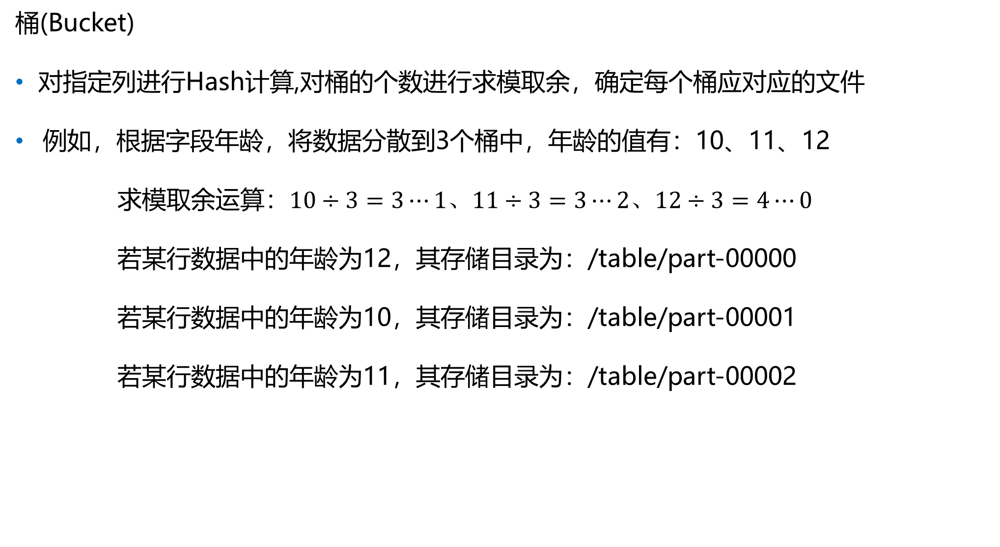 桶(Bucket)
• 对指定列进行Hash计算,对桶的个数进行求模取余，确定每个桶应对应的文件
• 例如，根据字段年龄，将数据分散到3个桶中，年龄的值有：10、11、12
求模取余运算：10 ÷ 3 = 3 ⋯ 1、11 ÷ 3 = 3 ⋯ 2、12 ÷ 3 = 4 ⋯ 0
若某行数据中的年龄为12，其存储目录为：/table/part-00000
若某行数据中的年龄为10，其存储目录为：/table/part-00001
若某行数据中的年龄为11，其存储目录为：/table/part-00002